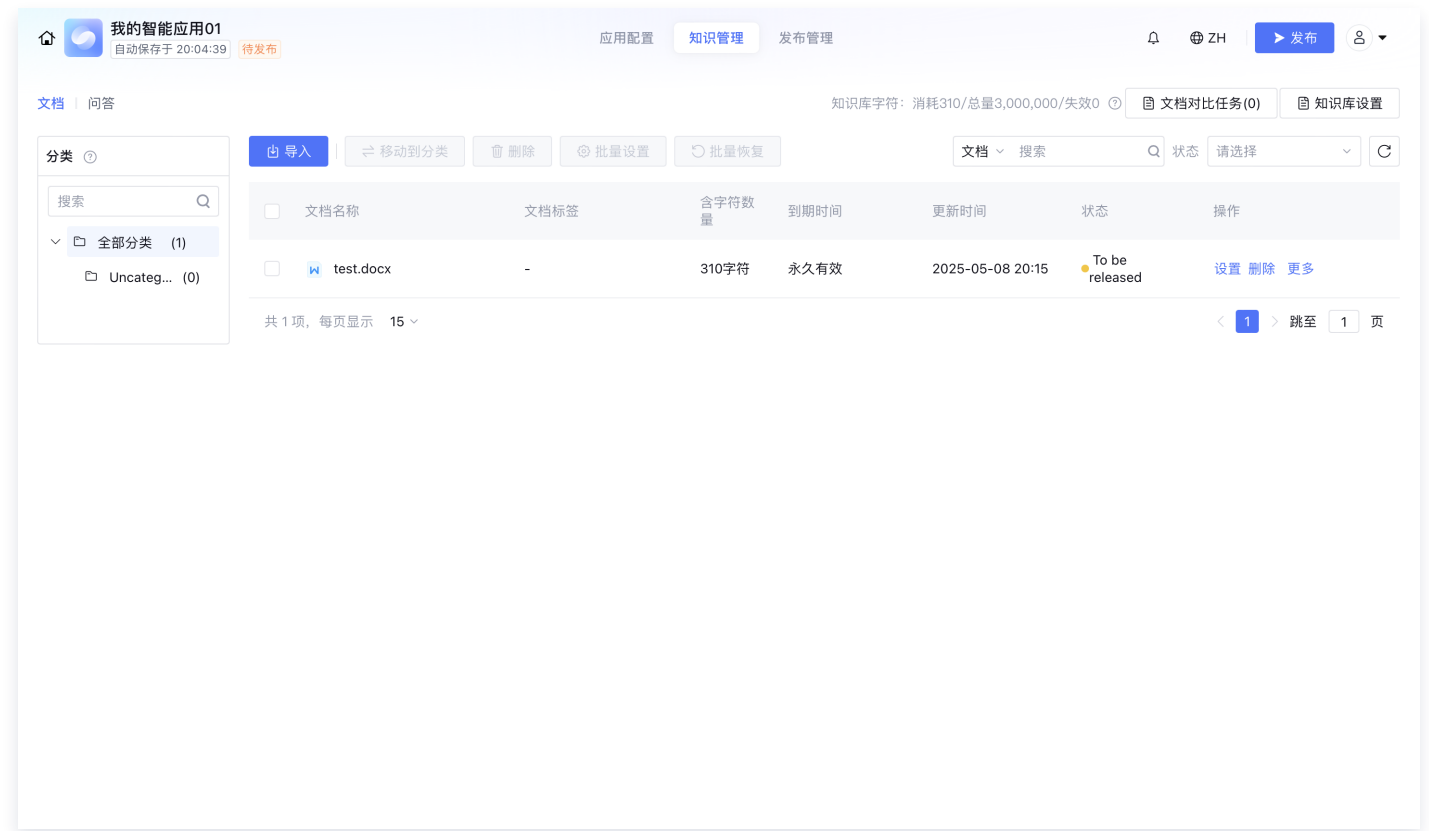 我的智能应用01
自动保存于 20:04:39 待发布
应用配置 知识管理 发布管理
ZH 发布
文档 问答
知识库字符：消耗310/总量3,000,000/失效0 文档对比任务(0) 知识库设置
分类
搜索
全部分类 (1)
Uncateg... (0)
导入 移动到分类 删除 批量设置 批量恢复
文档 搜索 状态 请选择
文档名称 文档标签 含字符数
量 到期时间 更新时间 状态 操作
test.docx - 310字符 永久有效 2025-05-08 20:15 To be
released 设置 删除 更多
共 1 项，每页显示 15
1 跳至 1 页